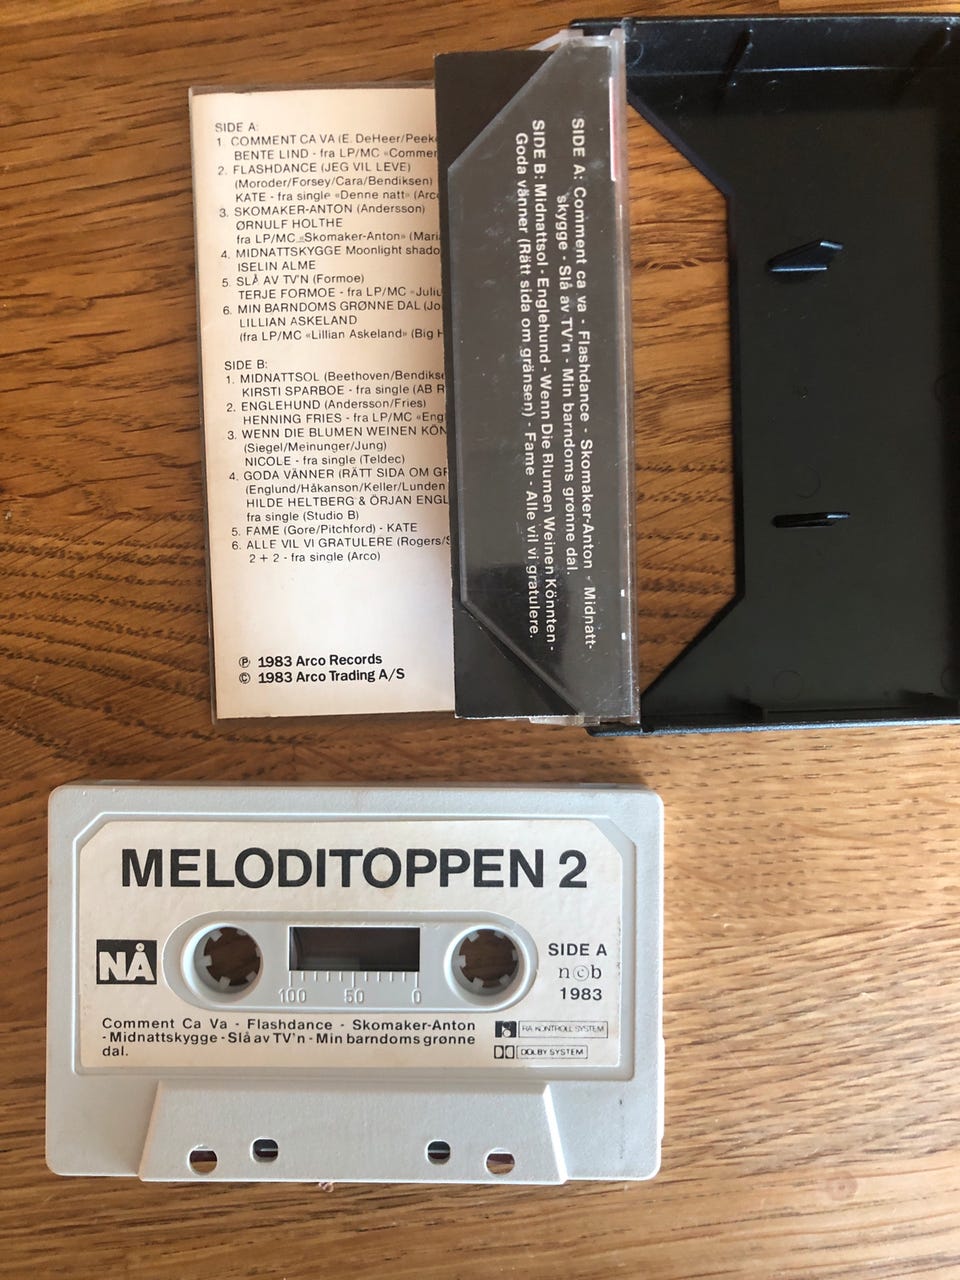 SIDE A:
1. COMMENT CA VA (E. DeHeer/
BENTE LIND - fra LP/MC
2. FLASHDANCE (JEG VIL LEVE)
(Moroder/Forsey/Cara/Bendiksen)
KATE - fra single «Denne natt»
3. SKOMAKER-ANTON (Andersson)
ØRNULF HOLTHE
fra LP/MC «Skomaker-Anton»
4. MIDNATTSKYGGE Moonlight
ISELIN ALME
5. SLÅ AV TV'N (Formoe)
TERJE FORMOE - fra LP/MC
6. MIN BARNDOMS GRØNNE DAL
LILLIAN ASKELAND
(fra LP/MC «Lillian Askeland» (Big
SIDE B:
1. MIDNATTSOL (Beethoven/
KIRSTI SPARBOE - fra single (AB
2. ENGLEHUND (Andersson/Fries)
HENNING FRIES - fra LP/MC
3. WENN DIE BLUMEN WEINEN
(Siegel/Meinunger/Jung)
NICOLE - fra single (Teldec)
4. GODA VÄNNER (RÄTT SIDA OM
(Englund/Håkanson/Keller/Lunden
HILDE HELTBERG & ÖRJAN
fra single (Studio B)
5. FAME (Gore/Pitchford) - KATE
6. ALLE VIL VI GRATULERE (Rogers/
2 + 2 - fra single (Arco)
℗ 1983 Arco Records
© 1983 Arco Trading A/S
SIDE A: Comment ca va - Flashdance - Skomaker-Anton - Midnatt-
skygge - Slå av TV'n - Min barndoms grønne dal.
SIDE B: Midnattsol - Englehund - Wenn Die Blumen Weinen Könnten -
Goda vänner (Rätt sida om gränsen) - Fame - Alle vil vi gratulere.
MELODITOPPEN 2
NÅ
SIDE A
n©b
1983
100 50 0
Comment Ca Va - Flashdance - Skomaker-Anton
- Midnattskygge - Slå av TV'n - Min barndoms grønne
dal.
FRA KONTROLL SYSTEM
DOLBY SYSTEM